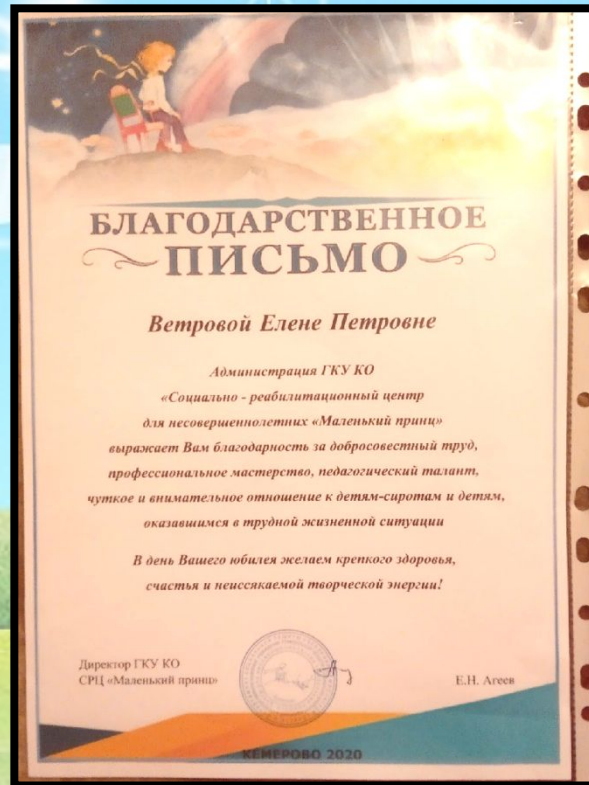 БЛАГОДАРСТВЕННОЕ
ПИСЬМО
Ветровой Елене Петровне
Администрация ГКУ КО
«Социально - реабилитационный центр
для несовершеннолетних «Маленький принц»
выражает Вам благодарность за добросовестный труд,
профессиональное мастерство, педагогический талант,
чуткое и внимательное отношение к детям-сиротам и детям,
оказавшимся в трудной жизненной ситуации
В день Вашего юбилея желаем крепкого здоровья,
счастья и неиссякаемой творческой энергии!
Директор ГКУ КО
СРЦ «Маленький принц»
Е.Н. Агеев
КЕМЕРОВО 2020